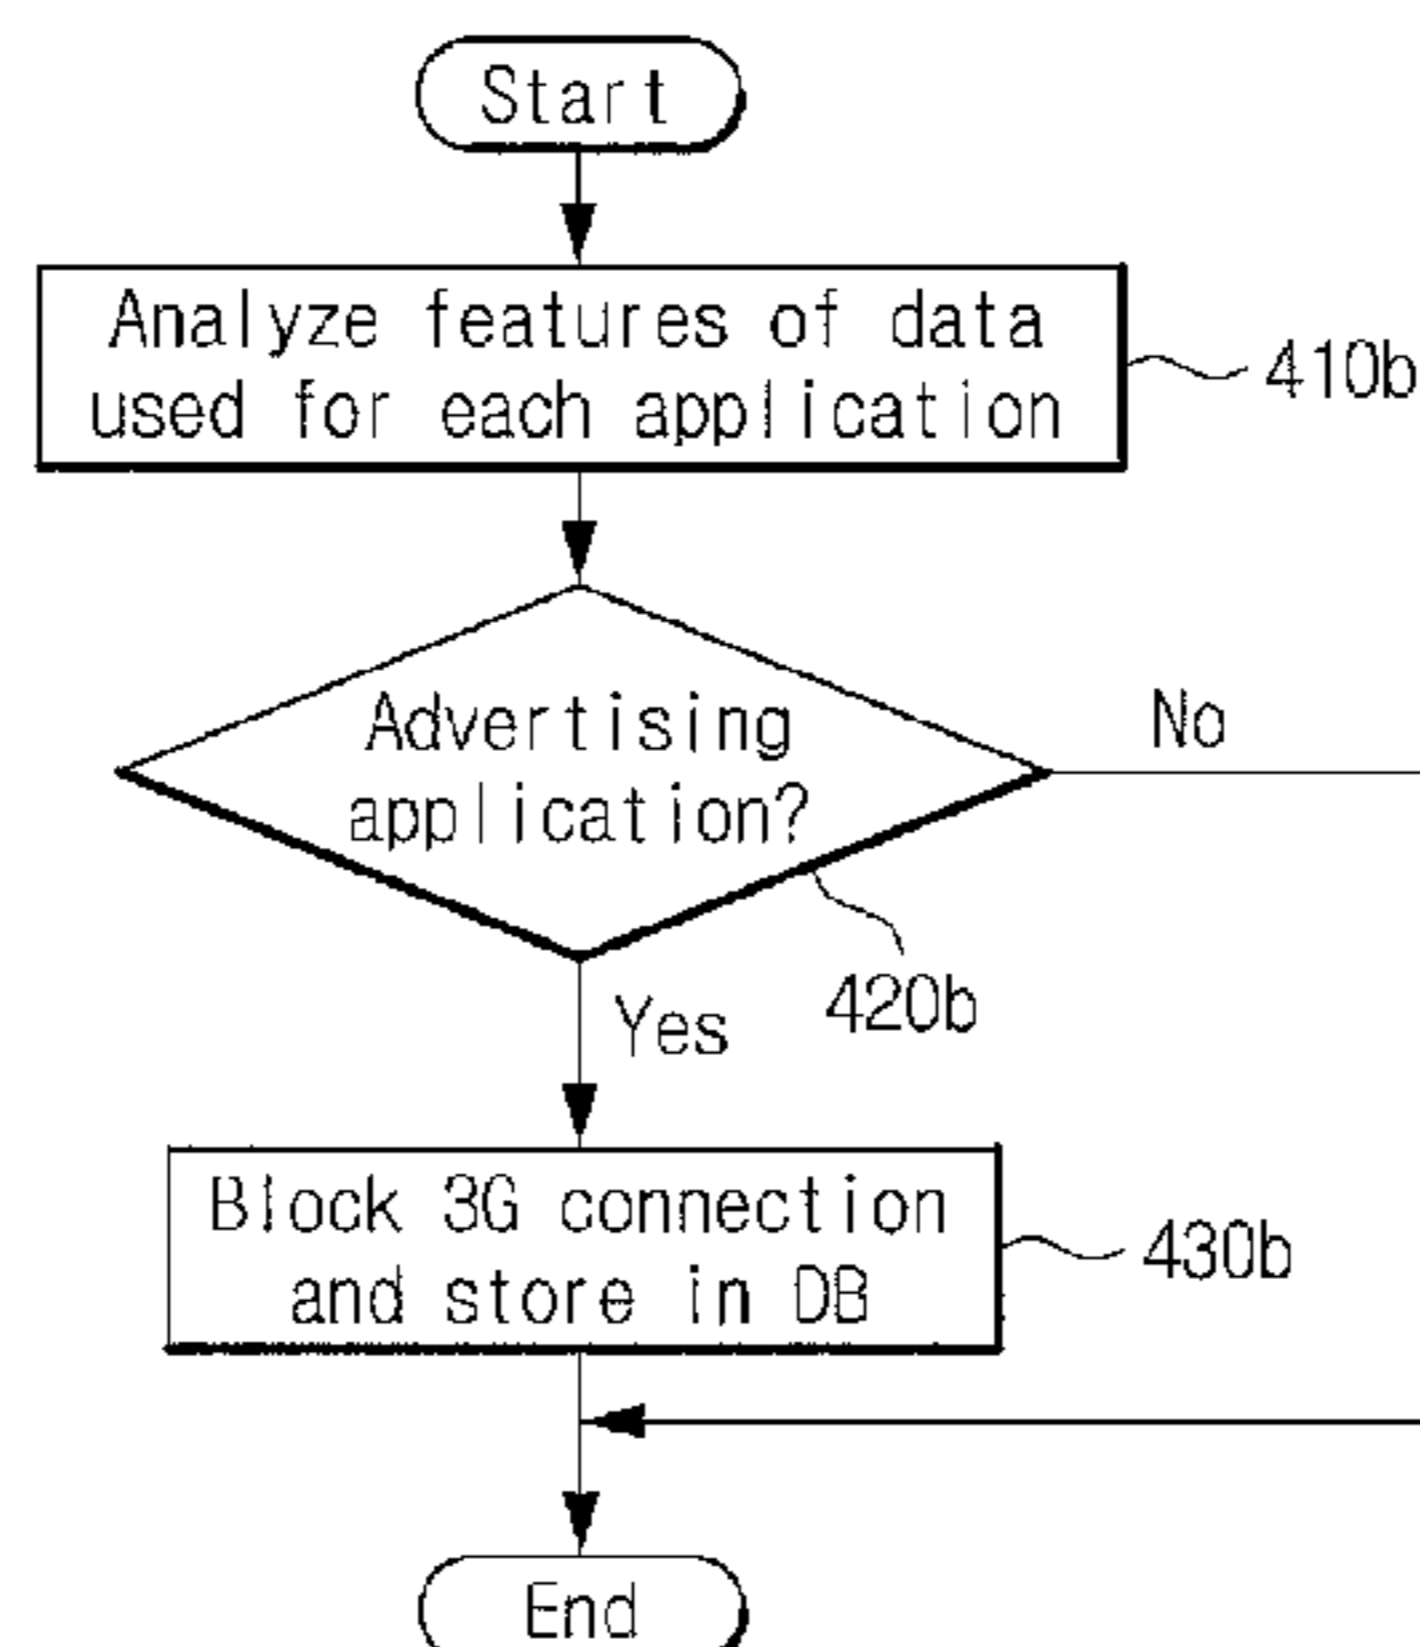 Start
Analyze features of data
used for each application
410b
Advertising
application?
No
420b
Yes
Block 3G connection
and store in DB
430b
End